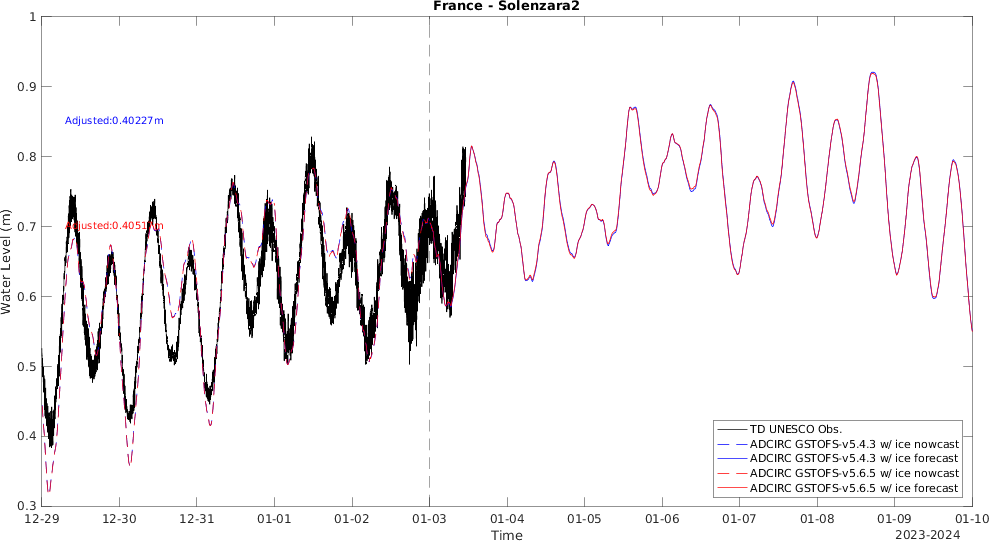 France - Solenzara2
Water Level (m)
1
0.9
0.8
0.7
0.6
0.5
0.4
0.3
Adjusted:0.40227m
TD UNESCO Obs.
ADCIRC GSTOFS-v5.4.3 w/ ice nowcast
ADCIRC GSTOFS-v5.4.3 w/ ice forecast
ADCIRC GSTOFS-v5.6.5 w/ ice nowcast
ADCIRC GSTOFS-v5.6.5 w/ ice forecast
12-29 12-30 12-31 01-01 01-02 01-03 01-04 01-05 01-06 01-07 01-08 01-09 01-10
Time
2023-2024